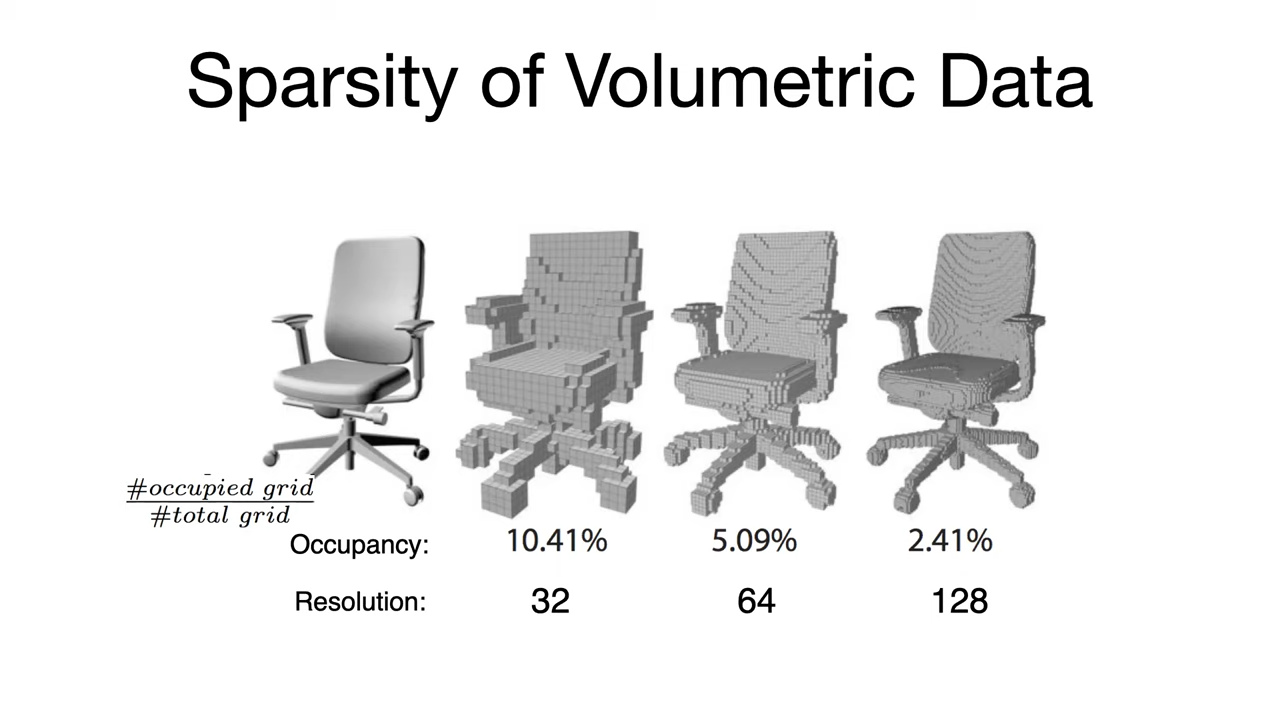 Sparsity of Volumetric Data
#occupied grid
#total grid
Occupancy: 10.41% 5.09% 2.41%
Resolution: 32 64 128